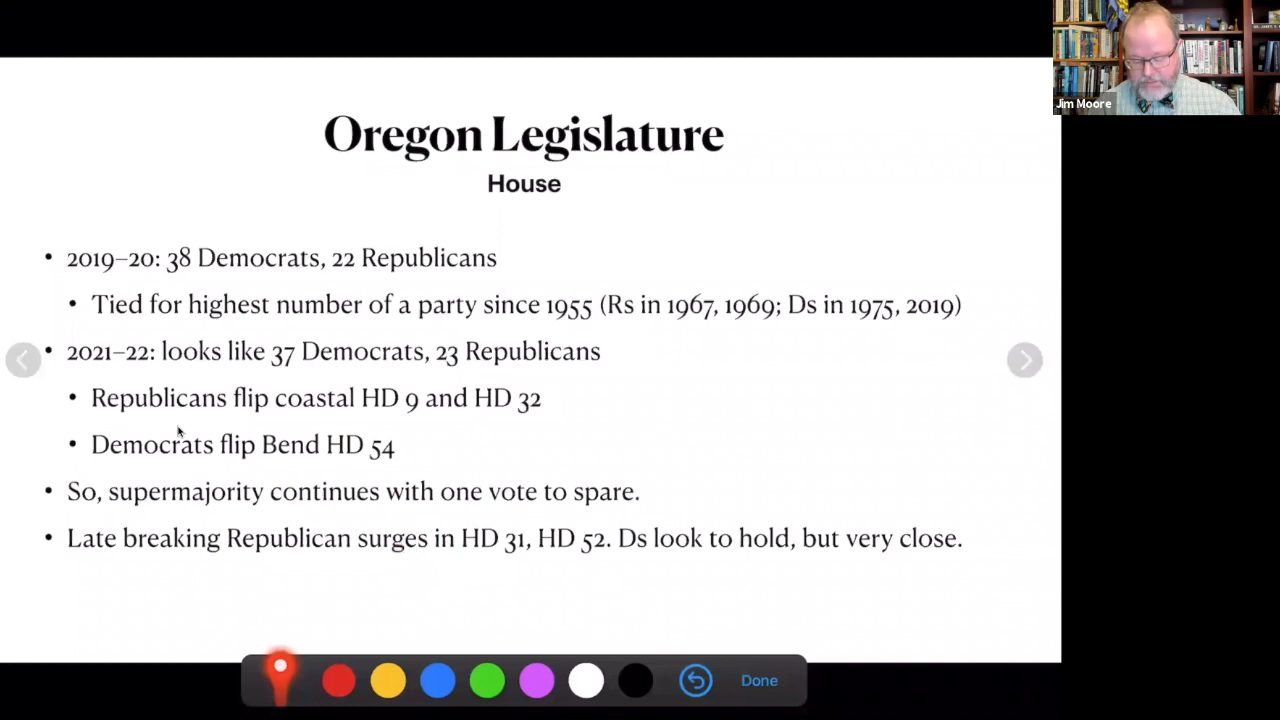 Jim Moore
Oregon Legislature
House
• 2019–20: 38 Democrats, 22 Republicans
• Tied for highest number of a party since 1955 (Rs in 1967, 1969; Ds in 1975, 2019)
• 2021–22: looks like 37 Democrats, 23 Republicans
• Republicans flip coastal HD 9 and HD 32
• Democrats flip Bend HD 54
• So, supermajority continues with one vote to spare.
• Late breaking Republican surges in HD 31, HD 52. Ds look to hold, but very close.
Done